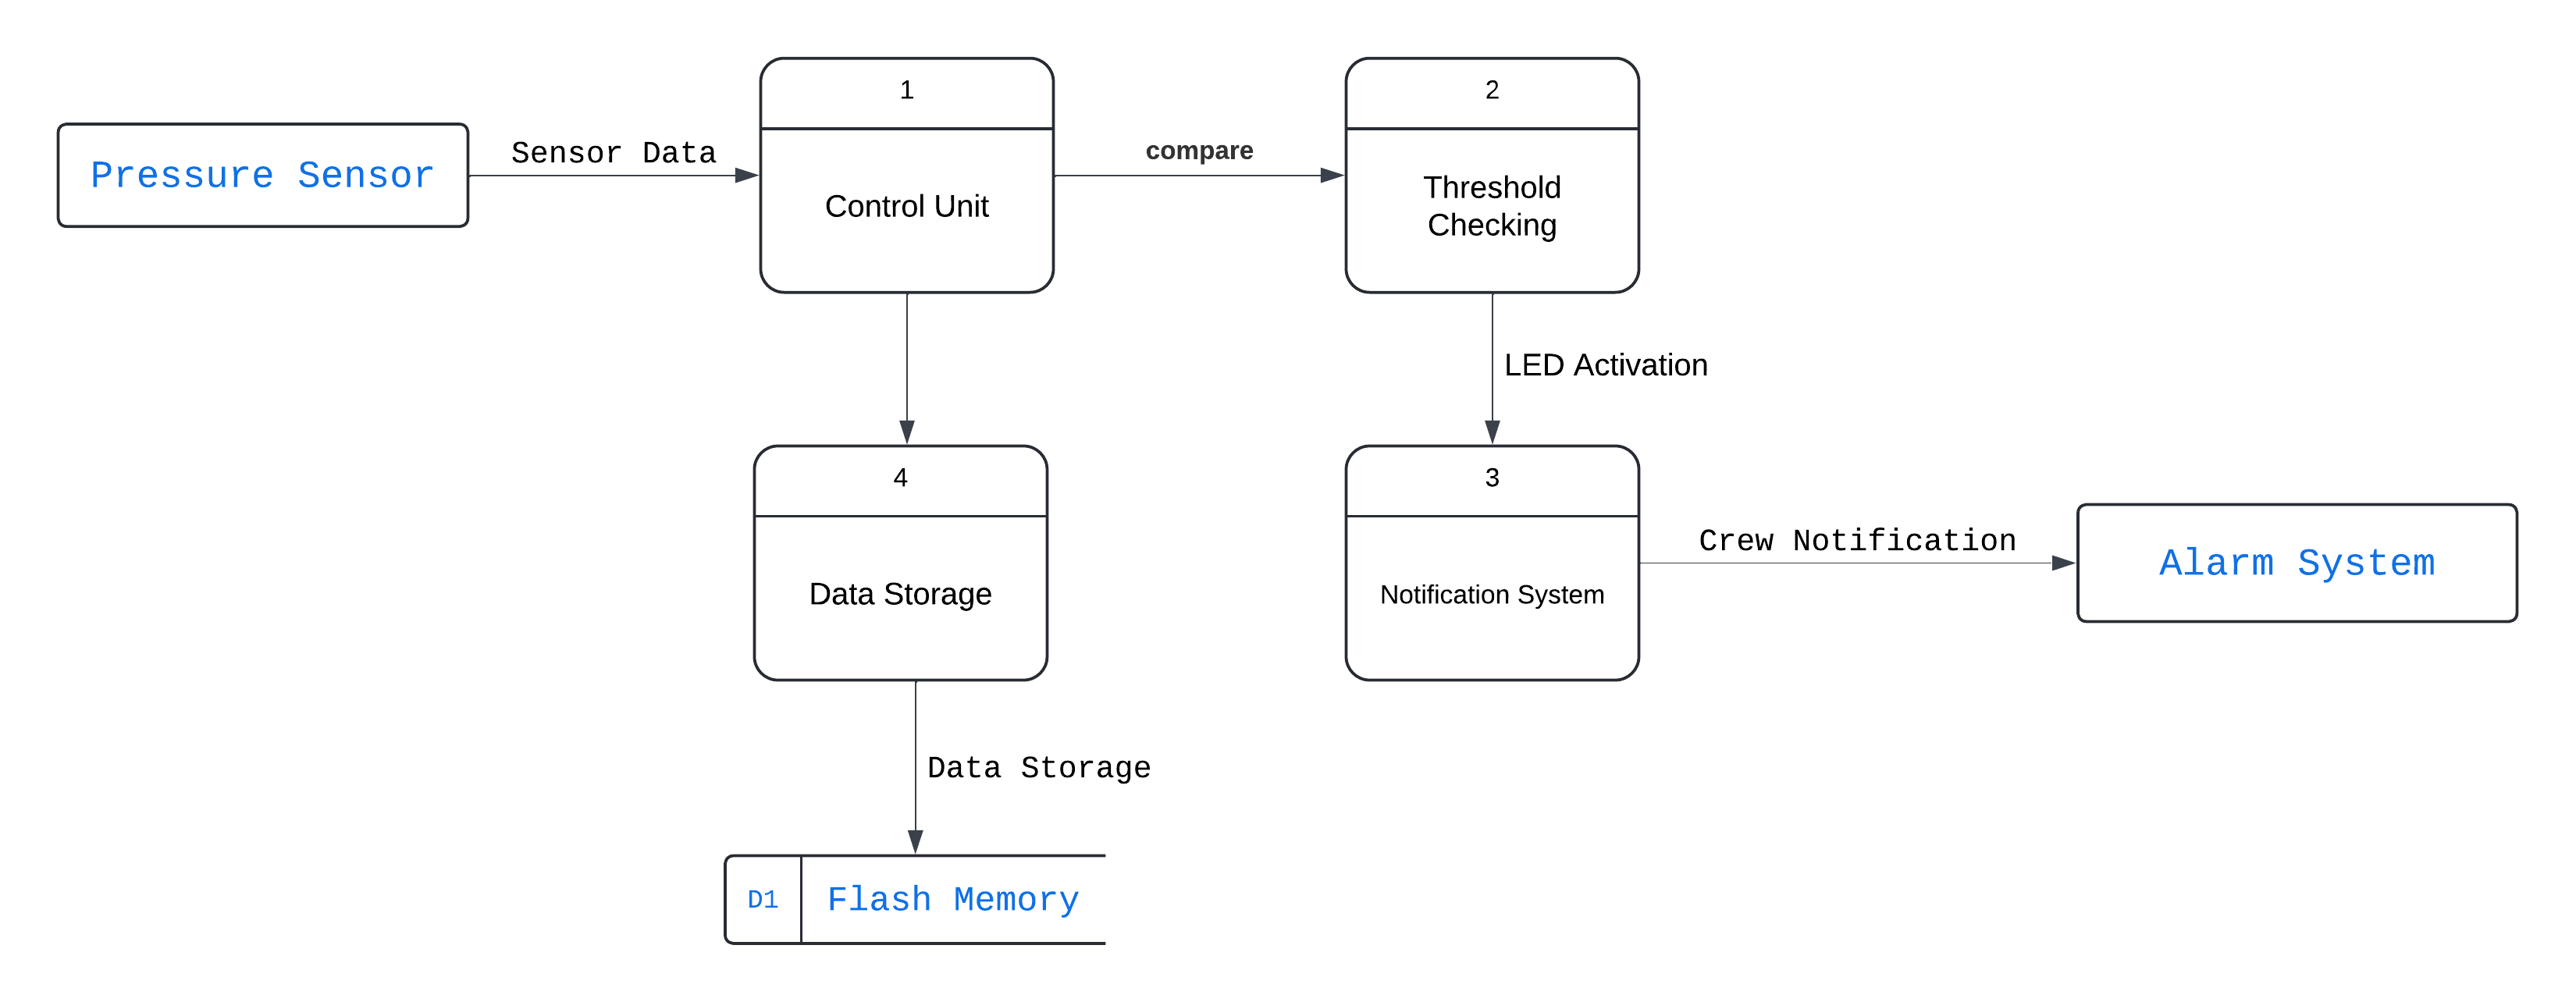 1
2
Pressure Sensor
Sensor Data
Control Unit
compare
Threshold
Checking
LED Activation
4
3
Data Storage
Notification System
Crew Notification
Alarm System
Data Storage
D1
Flash Memory